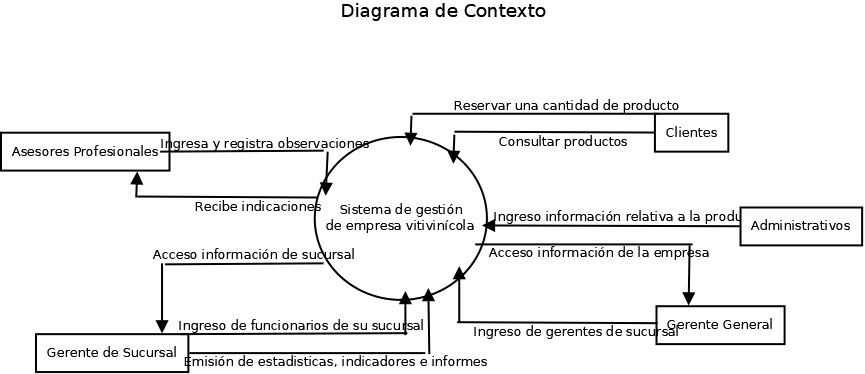 Diagrama de Contexto
Reservar una cantidad de producto
Clientes
Consultar productos
Ingresa y registra observaciones
Asesores Profesionales
Recibe indicaciones
Sistema de gestión
de empresa vitivinícola
Ingreso información relativa a la produ
Administrativos
Acceso información de sucursal
Acceso información de la empresa
Ingreso de funcionarios de su sucursal
Ingreso de gerentes de sucursal
Gerente General
Gerente de Sucursal
Emisión de estadisticas, indicadores e informes